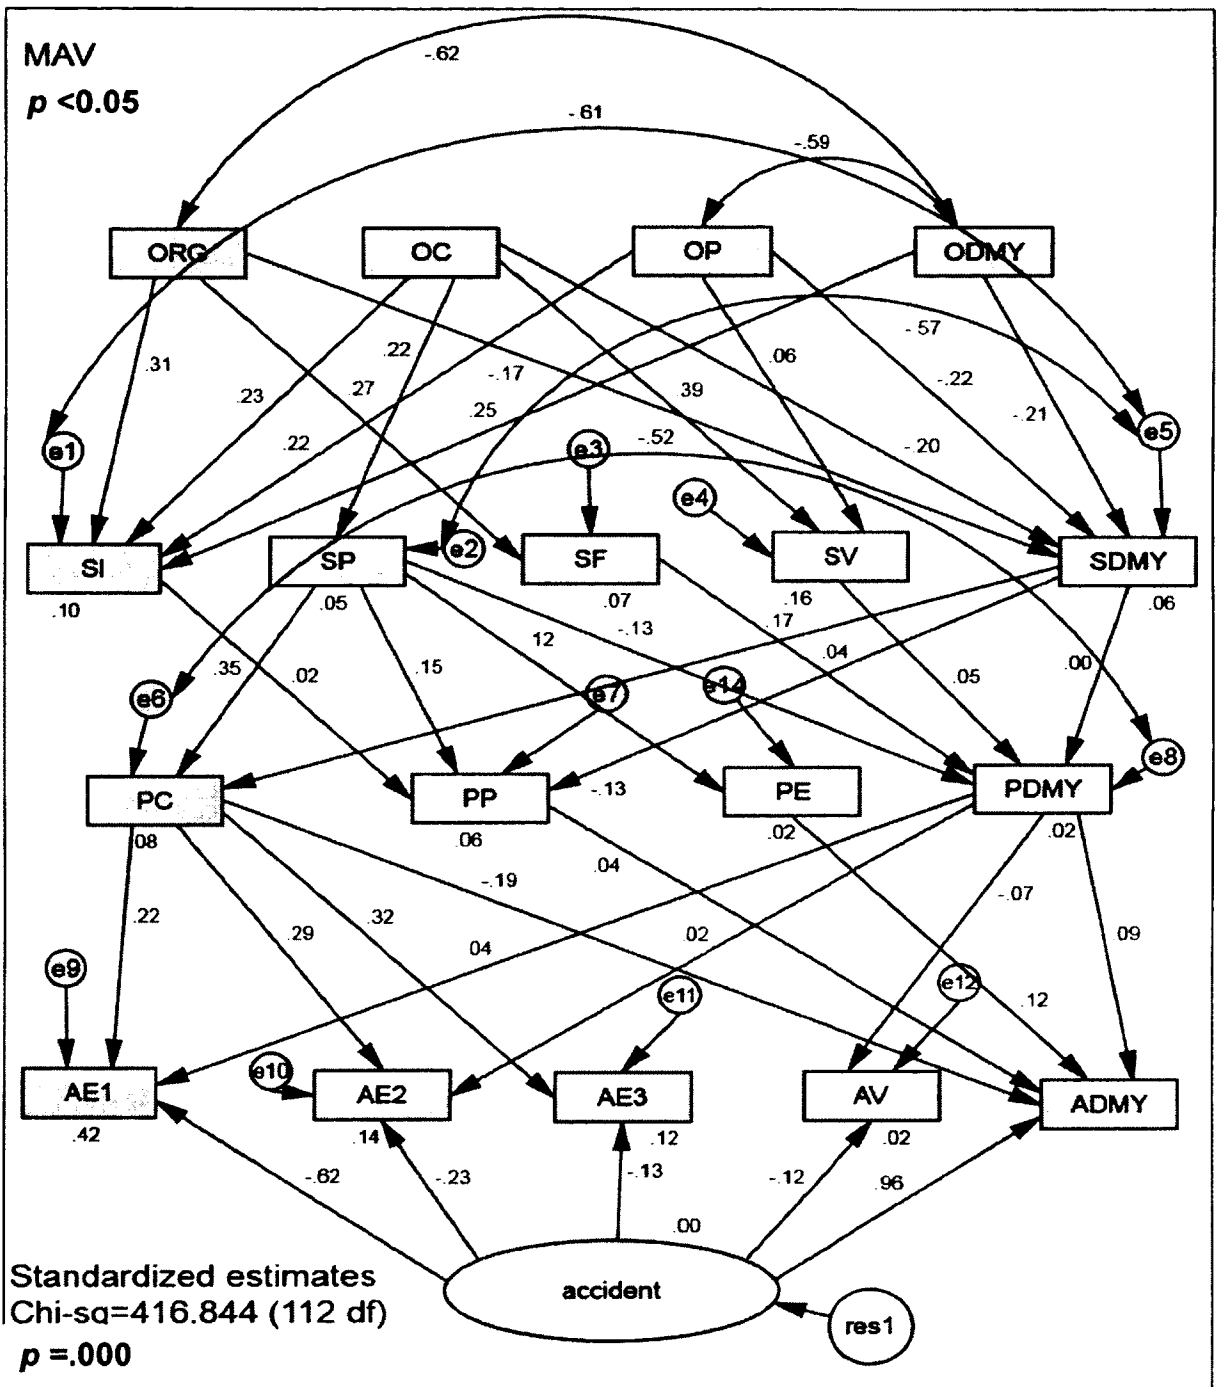 MAV
p <0.05
-.62
-.61
-.59
ORG
OC
OP
ODMY
.31
.23
.22
.27
-.17
.25
.22
.39
.06
-.57
-.22
-.21
-.52
-.20
e1
e2
e3
e4
e5
SI
SP
SF
SV
SDMY
.10
.05
.07
.16
.06
.35
.02
.15
12
-.13
.17
.04
.05
.00
e6
e7
e14
e8
PC
PP
PE
PDMY
08
.06
.02
.02
-.13
.22
.29
.32
-.19
.04
04
.02
-.07
.09
.12
e9
e10
e11
e12
AE1
AE2
AE3
AV
ADMY
.42
.14
.12
.02
-.62
-.23
-.13
-.12
.96
.00
accident
res1
Standardized estimates
Chi-sq=416.844 (112 df)
p =.000